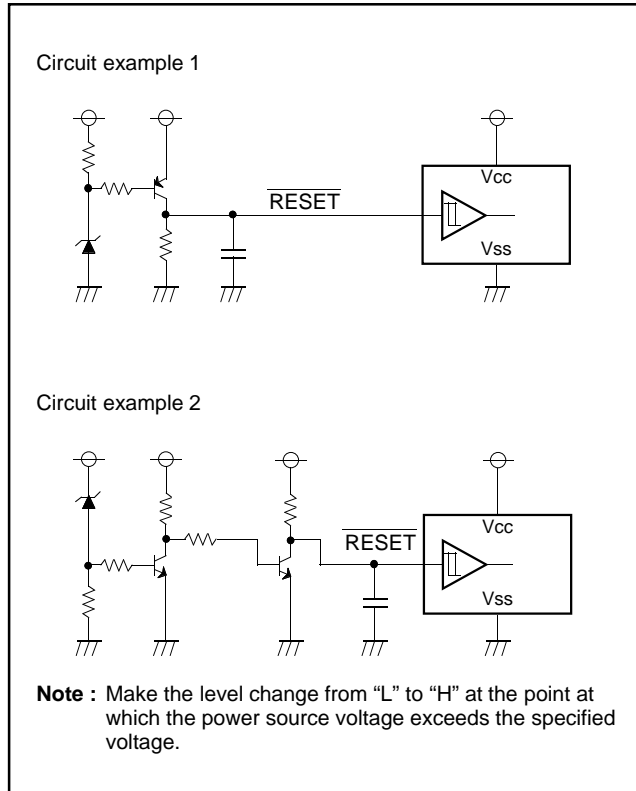 Circuit example 1
RESET
Vcc
Vss
Circuit example 2
RESET
Vcc
Vss
Note : Make the level change from “L” to “H” at the point at
which the power source voltage exceeds the specified
voltage.